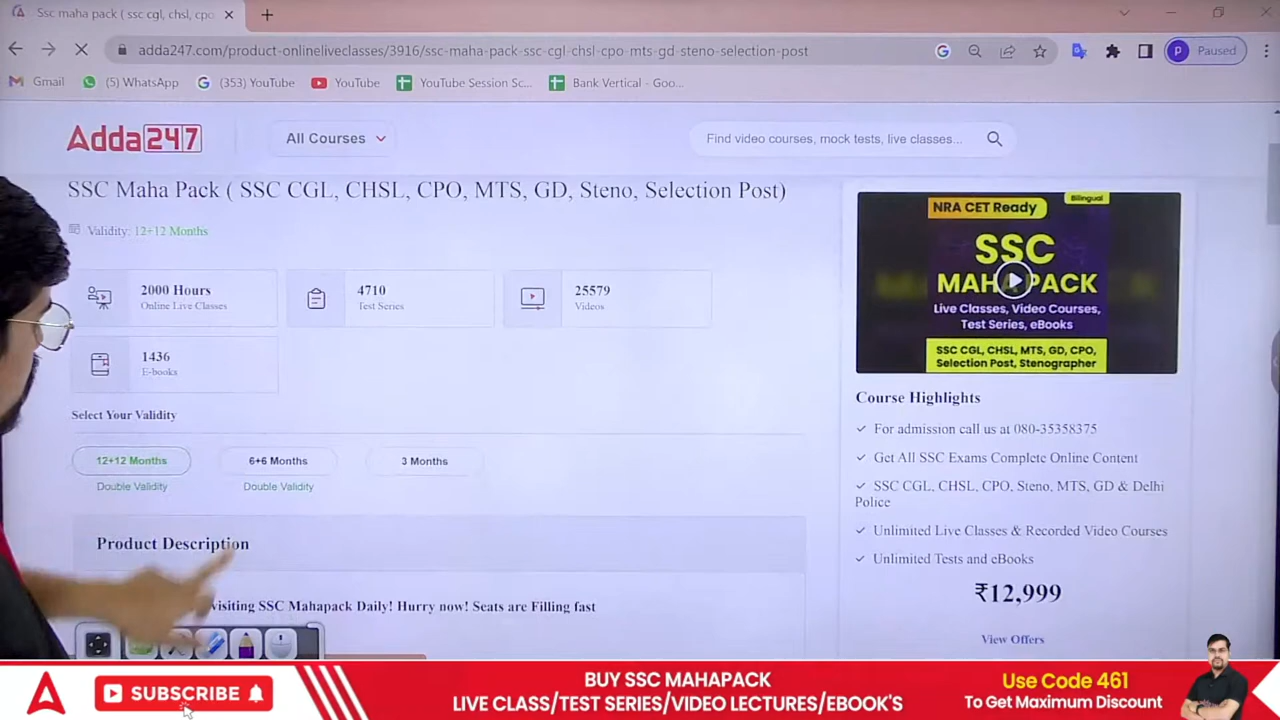 Ssc maha pack ( ssc cgl, chsl, cpo
adda247.com/product-onlineliveclasses/3916/ssc-maha-pack-ssc-cgl-chsl-cpo-mts-gd-steno-selection-post
P Paused
Gmail
(5) WhatsApp
(353) YouTube
YouTube
YouTube Session Sc...
Bank Vertical - Goo...
Adda247
All Courses
Find video courses, mock tests, live classes...
SSC Maha Pack ( SSC CGL, CHSL, CPO, MTS, GD, Steno, Selection Post)
Validity: 12+12 Months
2000 Hours
Online Live Classes
4710
Test Series
25579
Videos
1436
E-books
Select Your Validity
12+12 Months
Double Validity
6+6 Months
Double Validity
3 Months
Product Description
visiting SSC Mahapack Daily! Hurry now! Seats are Filling fast
NRA CET Ready
Bilingual
SSC
MAHAPACK
Live Classes, Video Courses,
Test Series, eBooks
SSC CGL, CHSL, MTS, GD, CPO,
Selection Post, Stenographer
Course Highlights
For admission call us at 080-35358375
Get All SSC Exams Complete Online Content
SSC CGL, CHSL, CPO, Steno, MTS, GD & Delhi
Police
Unlimited Live Classes & Recorded Video Courses
Unlimited Tests and eBooks
₹12,999
View Offers
SUBSCRIBE
BUY SSC MAHAPACK
LIVE CLASS/TEST SERIES/VIDEO LECTURES/EBOOK'S
Use Code 461
To Get Maximum Discount